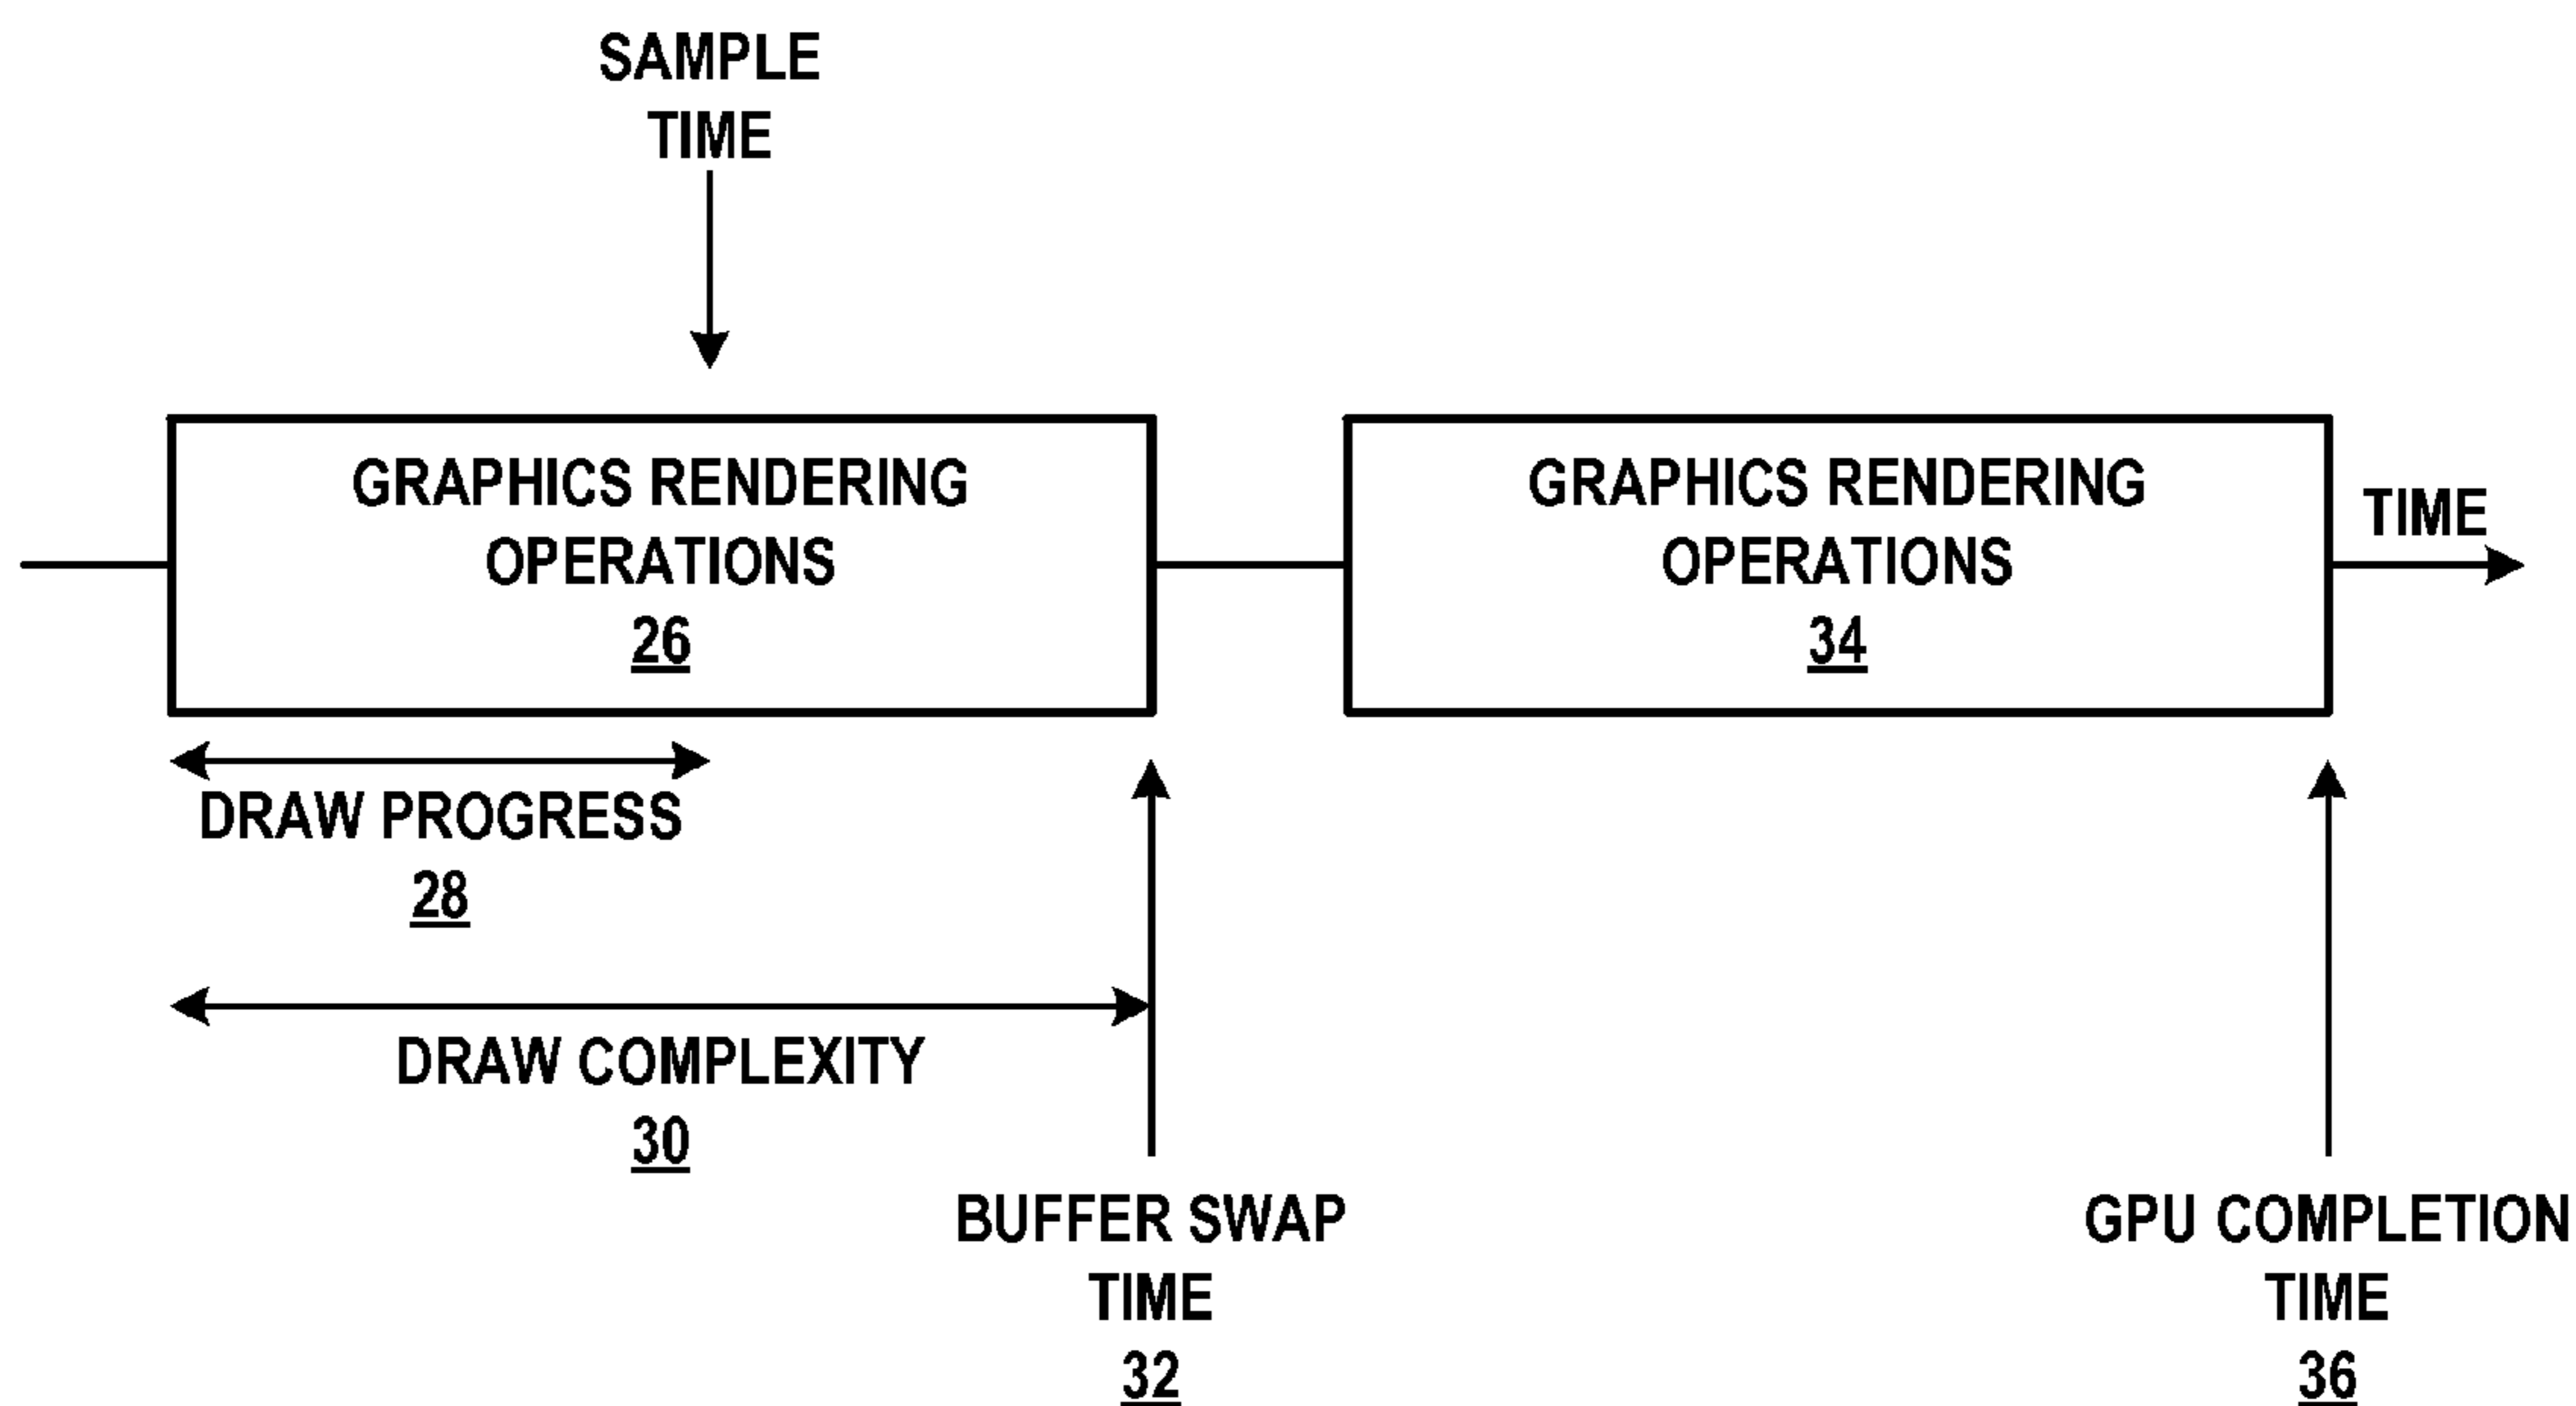 SAMPLE
TIME
GRAPHICS RENDERING
OPERATIONS
26
GRAPHICS RENDERING
OPERATIONS
34
TIME
DRAW PROGRESS
28
DRAW COMPLEXITY
30
BUFFER SWAP
TIME
32
GPU COMPLETION
TIME
36